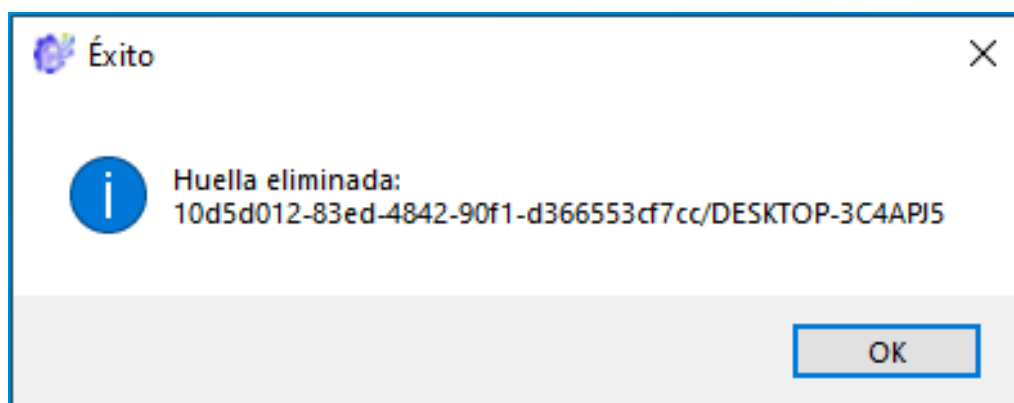 Éxito
Huella eliminada:
10d5d012-83ed-4842-90f1-d366553cf7cc/DESKTOP-3C4APJ5
OK